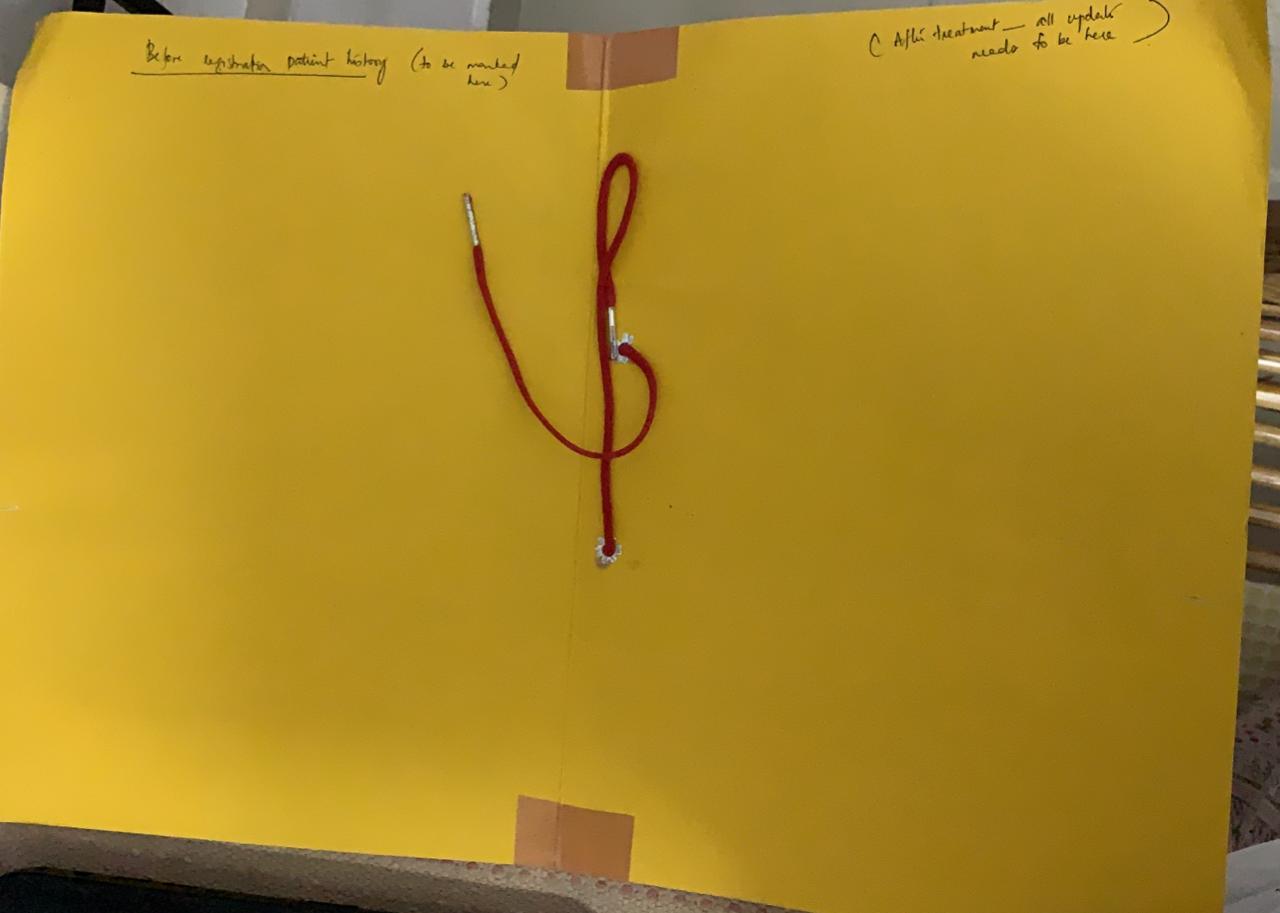 Before registration patient history (to be marked
here)
(After treatment — all updates
needs to be here)